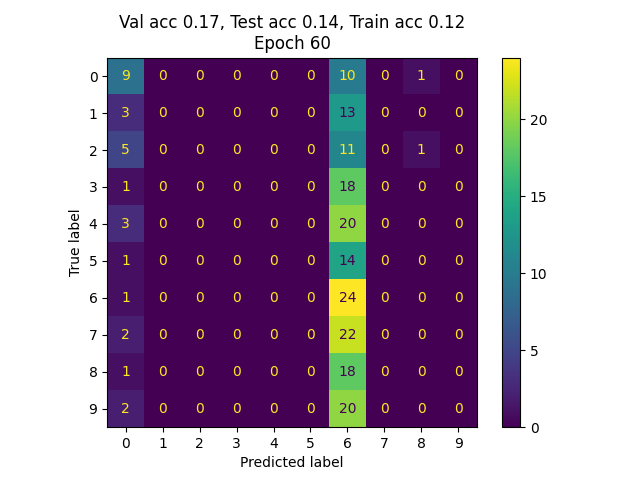 Val acc 0.17, Test acc 0.14, Train acc 0.12
Epoch 60
0 9 0 0 0 0 0 10 0 1 0
1 3 0 0 0 0 0 13 0 0 0
2 5 0 0 0 0 0 11 0 1 0
3 1 0 0 0 0 0 18 0 0 0
4 3 0 0 0 0 0 20 0 0 0
5 1 0 0 0 0 0 14 0 0 0
6 1 0 0 0 0 0 24 0 0 0
7 2 0 0 0 0 0 22 0 0 0
8 1 0 0 0 0 0 18 0 0 0
9 2 0 0 0 0 0 20 0 0 0
0 1 2 3 4 5 6 7 8 9
Predicted label
True label
20
15
10
5
0